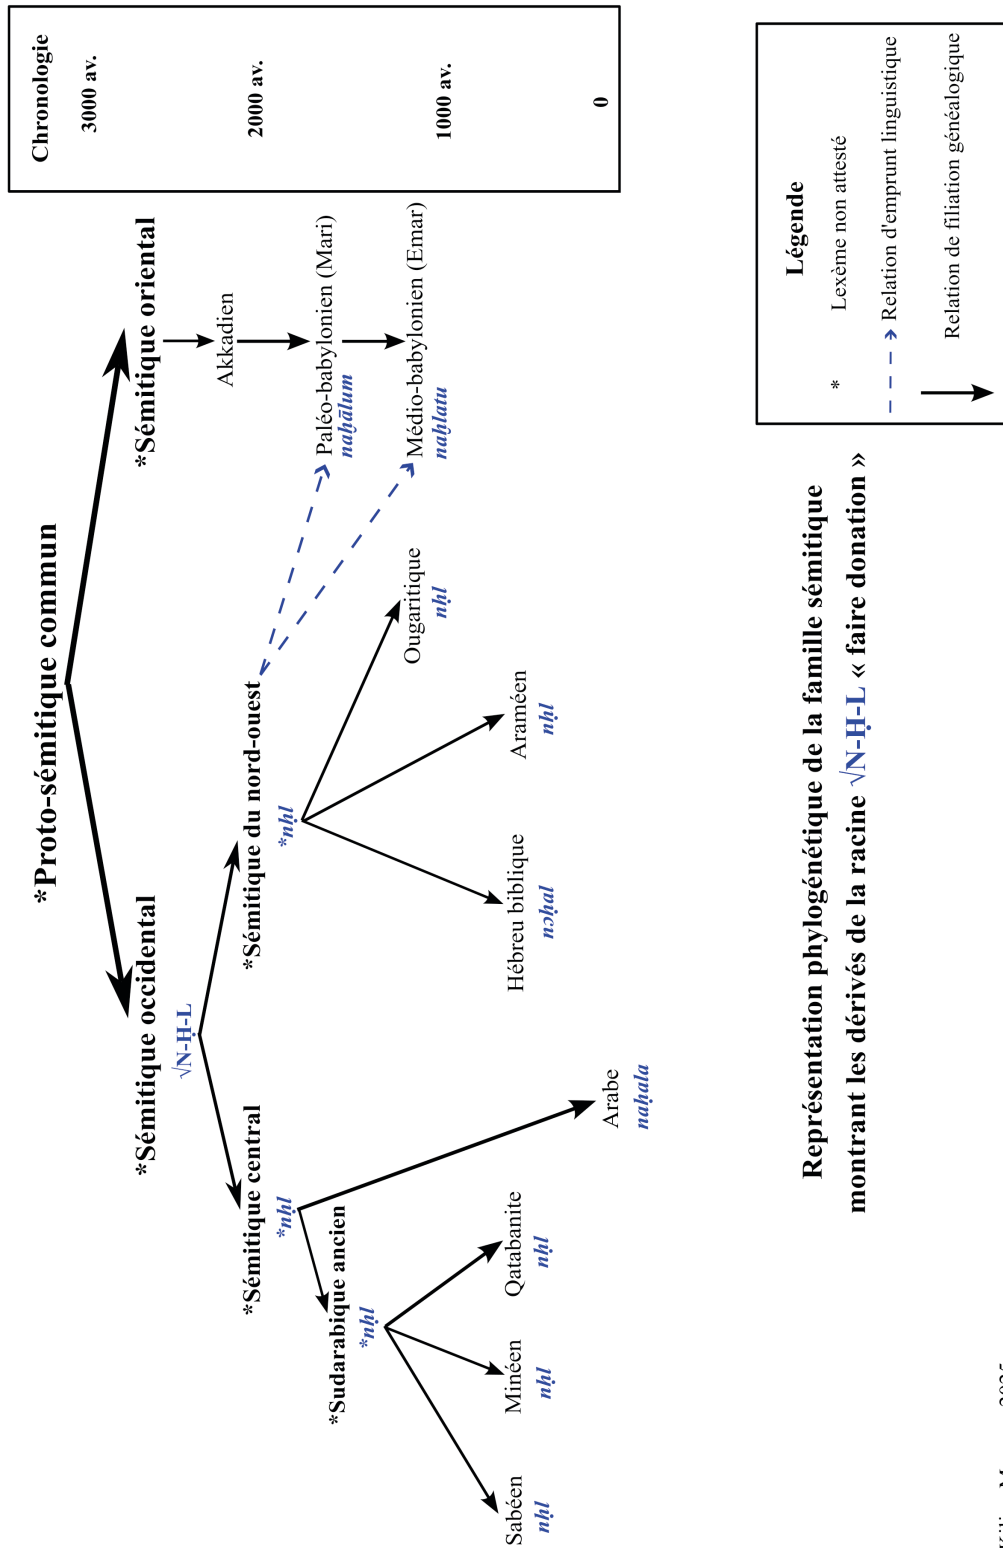 *Proto-sémitique commun
*Sémitique occidental
√N-Ḥ-L
*Sémitique oriental
Akkadien
*Sémitique central
*nḥl
*Sémitique du nord-ouest
*nḥl
*Sudarabique ancien
*nḥl
Paléo-babylonien (Mari)
naḫālum
Médio-babylonien (Emar)
naḫlatu
Ougaritique
nḥl
Sabéen
nḥl
Minéen
nḥl
Qatabanite
nḥl
Hébreu biblique
Araméen
nḥl
Arabe
naḥala
Chronologie
3000 av.
2000 av.
1000 av.
0
Représentation phylogénétique de la famille sémitique
montrant les dérivés de la racine √N-Ḥ-L « faire donation »
Légende
* Lexème non attesté
Relation d'emprunt linguistique
Relation de filiation généalogique